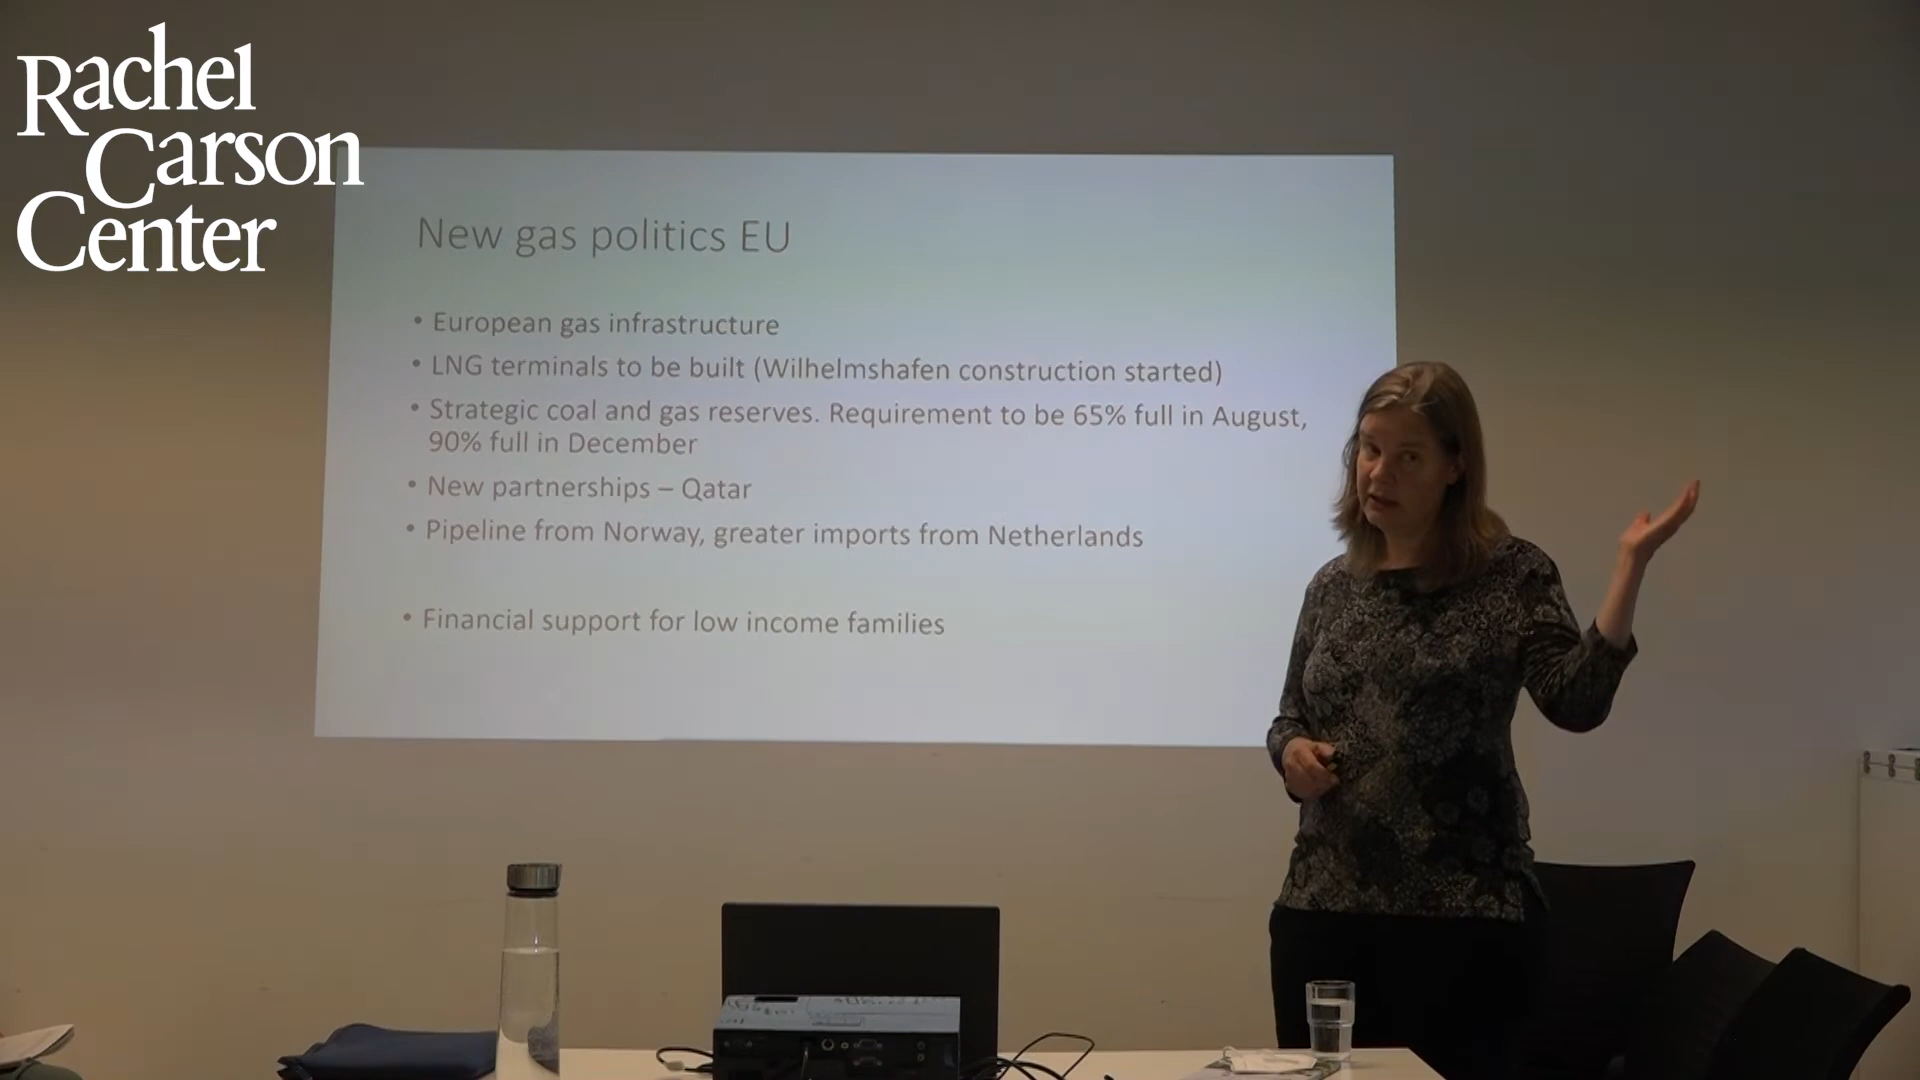 Rachel
Carson
Center
New gas politics EU
• European gas infrastructure
• LNG terminals to be built (Wilhelmshafen construction started)
• Strategic coal and gas reserves. Requirement to be 65% full in August,
90% full in December
• New partnerships – Qatar
• Pipeline from Norway, greater imports from Netherlands
• Financial support for low income families